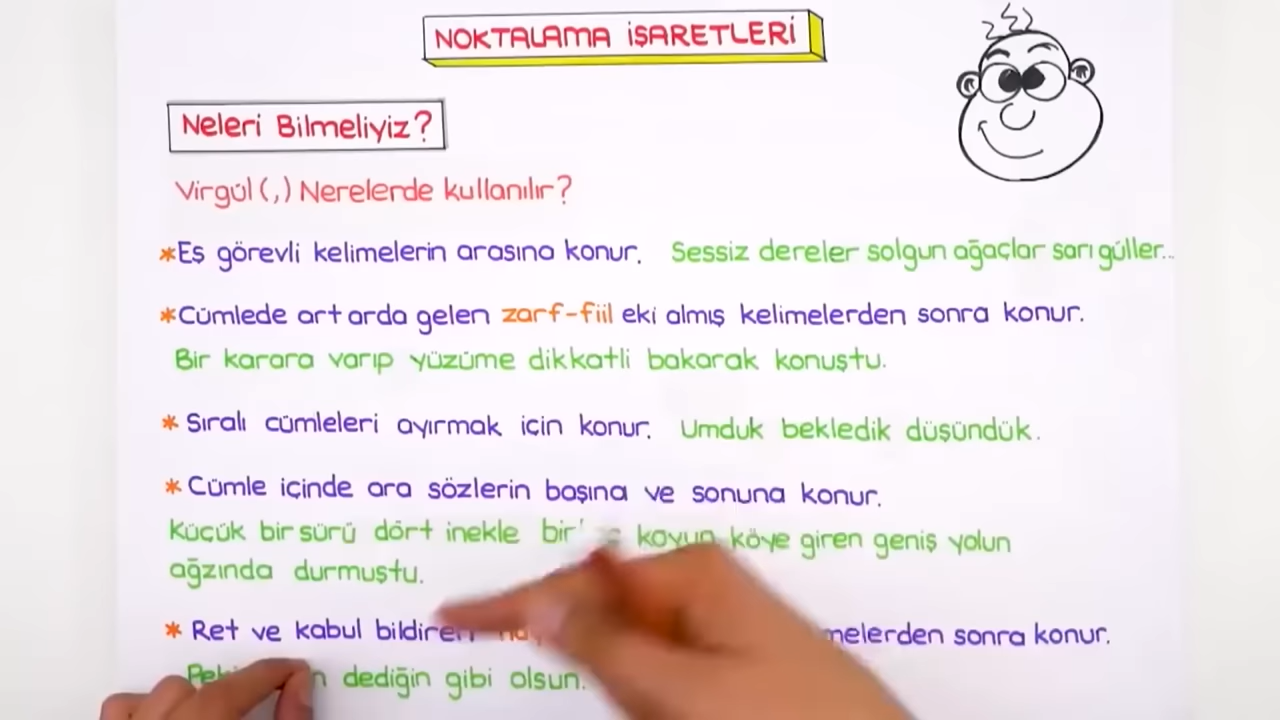 NOKTALAMA İŞARETLERİ
Neleri Bilmeliyiz?
Virgül (,) Nerelerde kullanılır?
*Eş görevli kelimelerin arasına konur. Sessiz dereler solgun ağaçlar sarı güller...
*Cümlede art arda gelen zarf-fiil eki almış kelimelerden sonra konur.
Bir karara varıp yüzüme dikkatli bakarak konuştu.
* Sıralı cümleleri ayırmak için konur. Umduk bekledik düşündük.
* Cümle içinde ara sözlerin başına ve sonuna konur.
Küçük bir sürü dört inekle koyun köye giren geniş yolun
ağzında durmuştu.
* Ret ve kabul bildiren sonra konur.
dediğin gibi olsun.